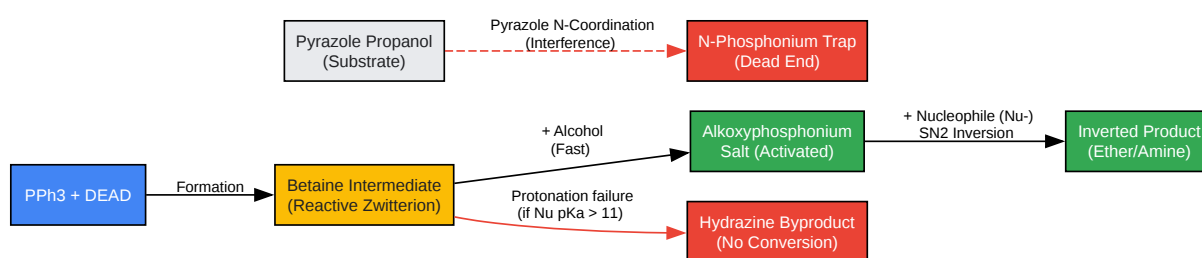 Pyrazole Propanol
(Substrate)
Pyrazole N-Coordination
(Interference)
N-Phosphonium Trap
(Dead End)
PPh3 + DEAD
Formation
Betaine Intermediate
(Reactive Zwitterion)
+ Alcohol
(Fast)
Alkoxyphosphonium
Salt (Activated)
+ Nucleophile (Nu-)
SN2 Inversion
Inverted Product
(Ether/Amine)
Protonation failure
(if Nu pKa > 11)
Hydrazine Byproduct
(No Conversion)